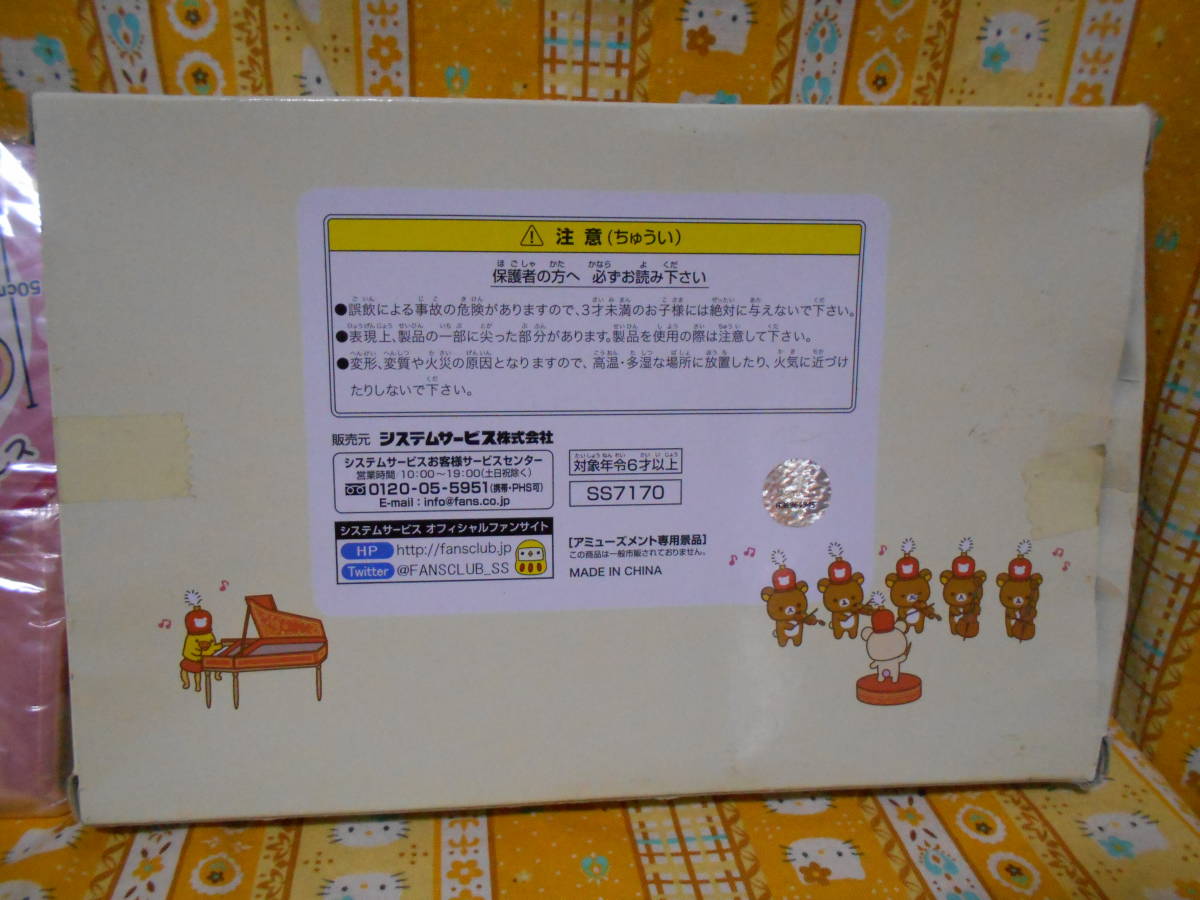 注意(ちゅうい)
保護者の方へ 必ずお読み下さい
●誤飲による事故の危険がありますので、3才未満のお子様には絶対に与えないで下さい。
●表現上、製品の一部に尖った部分があります。製品を使用の際は注意して下さい。
●変形、変質や火災の原因となりますので、高温・多湿な場所に放置したり、火気に近づけ
たりしないで下さい。
販売元 システムサービス株式会社
システムサービスお客様サービスセンター
営業時間 10:00～19:00(土日祝除く)
0120-05-5951(携帯・PHS可)
E-mail : info@fans.co.jp
対象年令6才以上
SS7170
システムサービス オフィシャルファンサイト
HP http://fansclub.jp
Twitter @FANSCLUB_SS
[アミューズメント専用景品]
この商品は一般市販されておりません。
MADE IN CHINA
50cm